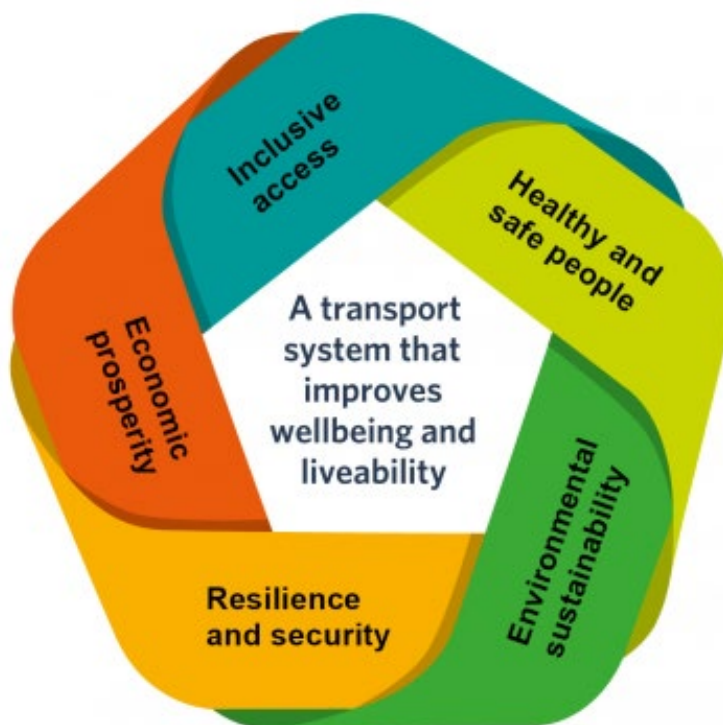 Inclusive
access
Healthy and
safe people
A transport
system that
improves
wellbeing and
liveability
Economic
prosperity
Environmental
sustainability
Resilience
and security